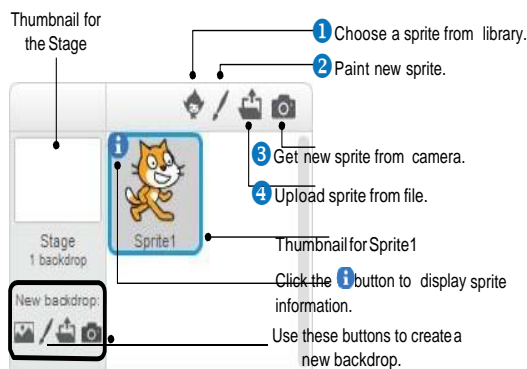 Thumbnail for
the Stage
1 Choose a sprite from library.
2 Paint new sprite.
3 Get new sprite from camera.
4 Upload sprite from file.
i
Sprite1
Thumbnail for Sprite1
Stage
1 backdrop
Click the i button to display sprite
information.
New backdrop:
Use these buttons to create a
new backdrop.